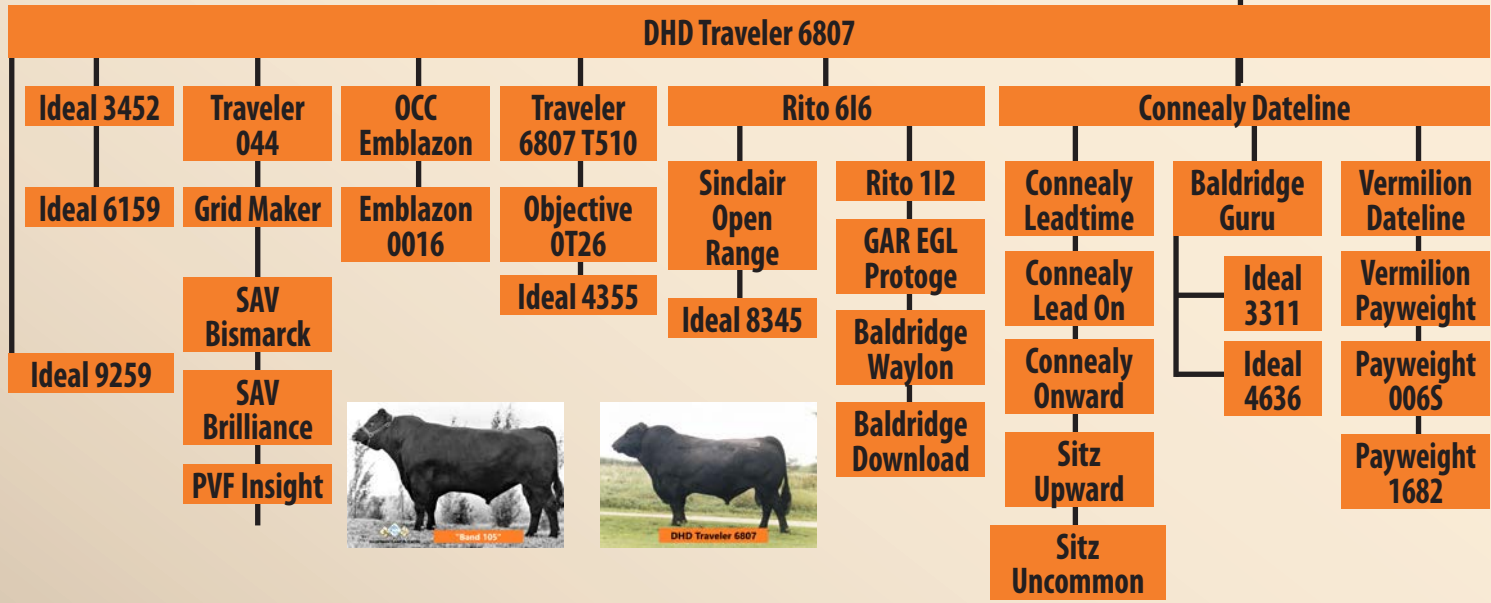 DHD Traveler 6807
Ideal 3452
Ideal 6159
Ideal 9259
Traveler
044
Grid Maker
SAV
Bismarck
SAV
Brilliance
PVF Insight
OCC
Emblazon
Emblazon
0016
Traveler
6807 T510
Objective
0T26
Ideal 4355
Rito 6I6
Sinclair
Open
Range
Ideal 8345
Rito 1I2
GAR EGL
Protoge
Baldridge
Waylon
Baldridge
Download
Connealy Dateline
Connealy
Leadtime
Connealy
Lead On
Connealy
Onward
Sitz
Upward
Sitz
Uncommon
Baldridge
Guru
Ideal
3311
Ideal
4636
Vermilion
Dateline
Vermilion
Payweight
Payweight
006S
Payweight
1682
"Band 105"
DHD Traveler 6807